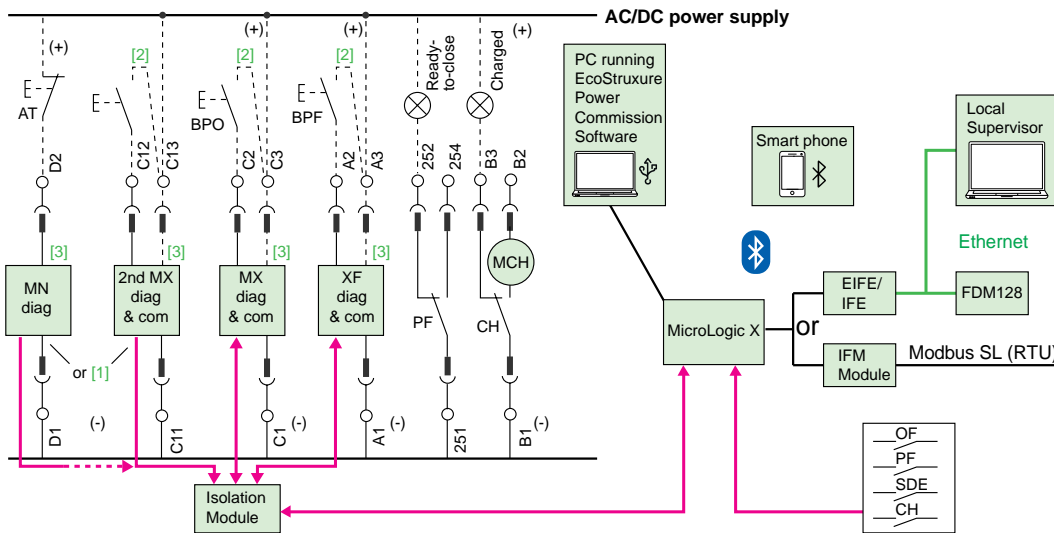 AC/DC power supply
(+)
(+)
(+)
(+)
[2]
[2]
[2]
Ready-
to-close
Charged
AT
BPO
BPF
D2
C12
C13
C2
C3
A2
A3
252
254
B3
B2
[3]
[3]
[3]
[3]
MN
diag
2nd MX
diag
& com
MX
diag
& com
XF
diag
& com
PF
MCH
CH
or [1]
D1
(-)
C11
C1
(-)
A1
(-)
251
B1
(-)
Isolation
Module
PC running
EcoStruxure
Power
Commission
Software
Smart phone
Local
Supervisor
Ethernet
EIFE/
IFE
FDM128
MicroLogic X
or
IFM
Module
Modbus SL (RTU)
OF
PF
SDE
CH